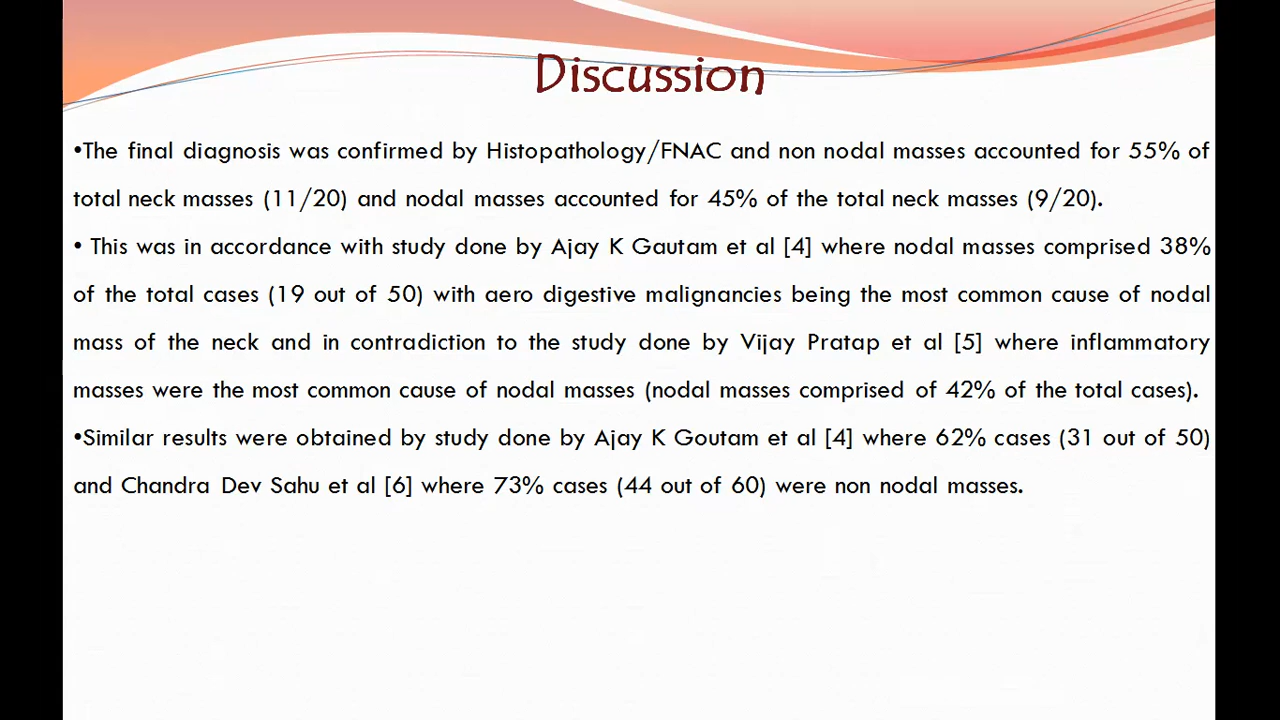 Discussion
•The final diagnosis was confirmed by Histopathology/FNAC and non nodal masses accounted for 55% of
total neck masses (11/20) and nodal masses accounted for 45% of the total neck masses (9/20).
• This was in accordance with study done by Ajay K Gautam et al [4] where nodal masses comprised 38%
of the total cases (19 out of 50) with aero digestive malignancies being the most common cause of nodal
mass of the neck and in contradiction to the study done by Vijay Pratap et al [5] where inflammatory
masses were the most common cause of nodal masses (nodal masses comprised of 42% of the total cases).
•Similar results were obtained by study done by Ajay K Goutam et al [4] where 62% cases (31 out of 50)
and Chandra Dev Sahu et al [6] where 73% cases (44 out of 60) were non nodal masses.